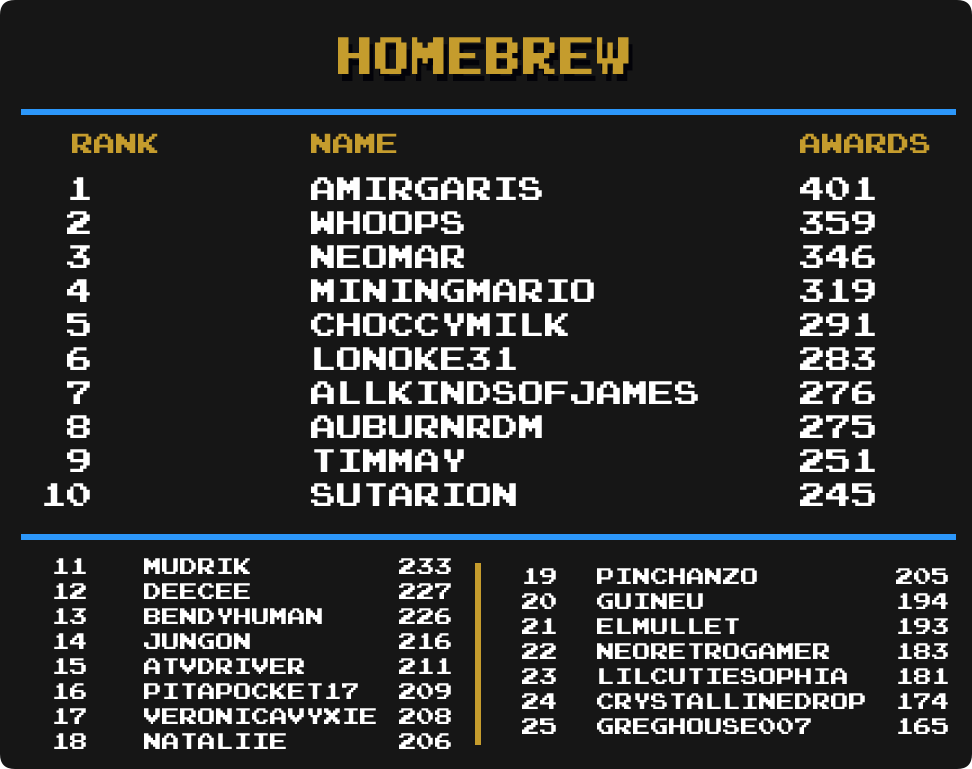 HOMEBREW
RANK NAME AWARDS
1 AMIRGARIS 401
2 WHOOPS 359
3 NEOMAR 346
4 MININGMARIO 319
5 CHOCCYMILK 291
6 LONOKE31 283
7 ALLKINDSOFJAMES 276
8 AUBURNRDM 275
9 TIMMAY 251
10 SUTARION 245
11 MUDRIK 233
12 DEECEE 227
13 BENDYHUMAN 226
14 JUNGON 216
15 ATVDRIVER 211
16 PITAPOCKET17 209
17 VERONICAVYXIE 208
18 NATALIIE 206
19 PINCHANZO 205
20 GUINEU 194
21 ELMULLET 193
22 NEORETROGAMER 183
23 LILCUTIESOPHIA 181
24 CRYSTALLINEDROP 174
25 GREGHOUSE007 165